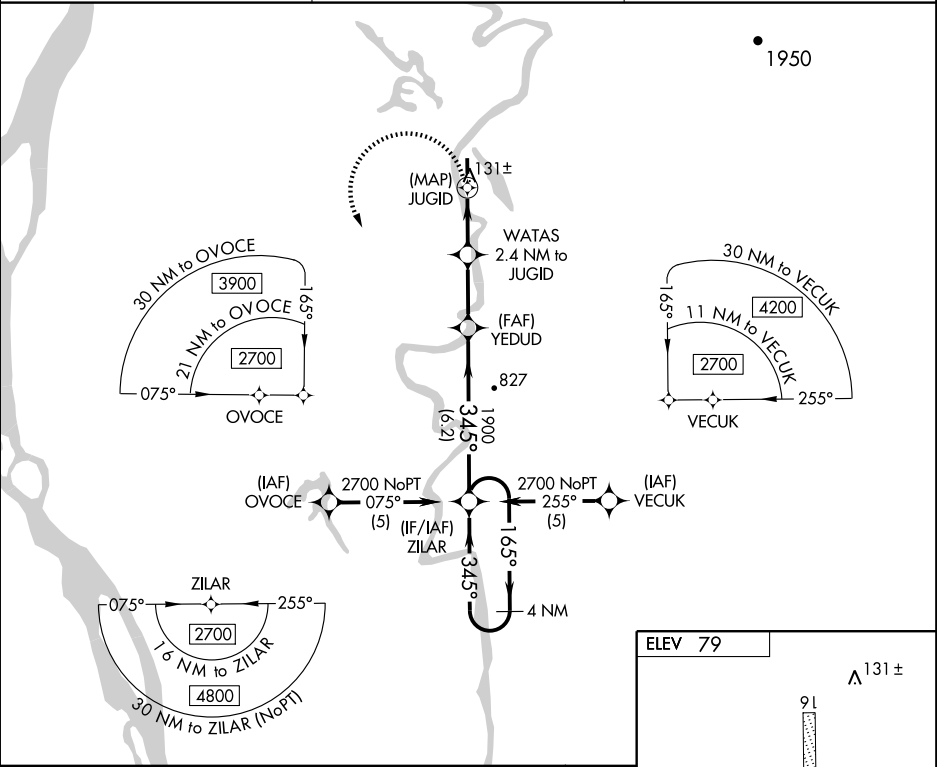 1950
131±
(MAP)
JUGID
WATAS
2.4 NM to
JUGID
30 NM to OVOCE
3900
165°
21 NM to OVOCE
2700
075°
OVOCE
30 NM to VECUK
4200
165°
11 NM to VECUK
2700
255°
VECUK
(FAF)
YEDUD
827
1900
345°
(6.2)
(IAF)
OVOCE
2700 NoPT
075°
(5)
(IF/IAF)
ZILAR
2700 NoPT
255°
(5)
(IAF)
VECUK
165°
345°
4 NM
ZILAR
075°
255°
2700
16 NM to ZILAR
4800
30 NM to ZILAR (NoPT)
ELEV 79
131±
16